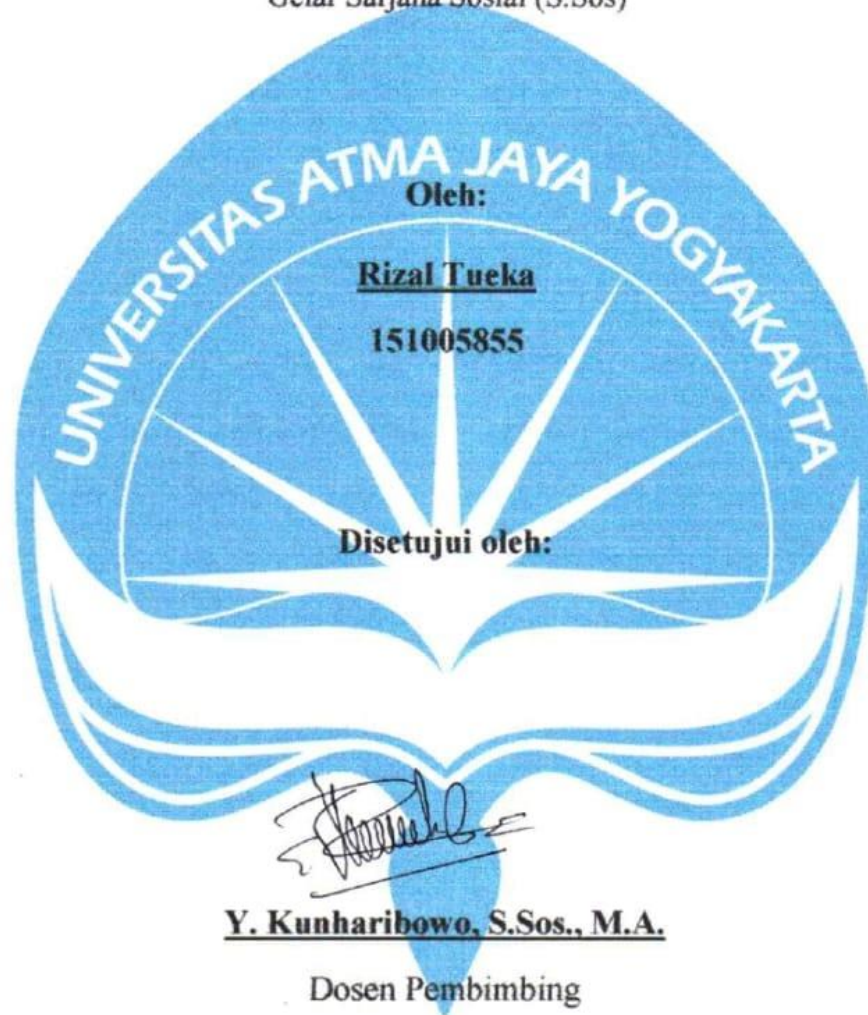 Gelar Sarjana Sosial (S.Sos)
UNIVERSITAS ATMA JAYA YOGYAKARTA
Oleh:
Rizal Tueka
151005855
Disetujui oleh:
Y. Kunharibowo, S.Sos., M.A.
Dosen Pembimbing